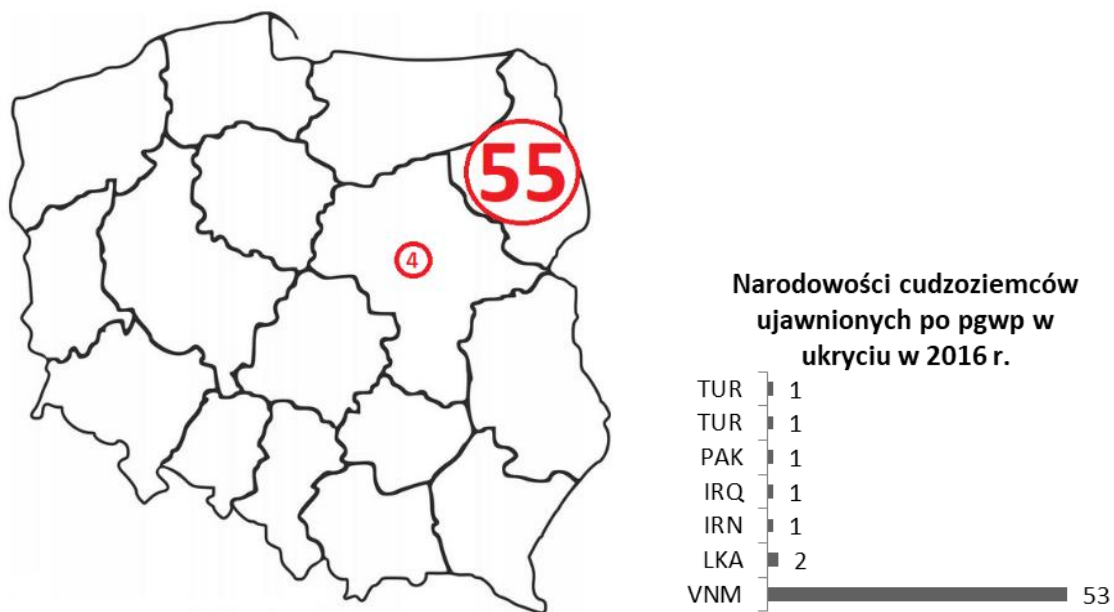 55
4
Narodowości cudzoziemców
ujawnionych po pgwp w
ukryciu w 2016 r.
TUR 1
TUR 1
PAK 1
IRQ 1
IRN 1
LKA 2
VNM 53